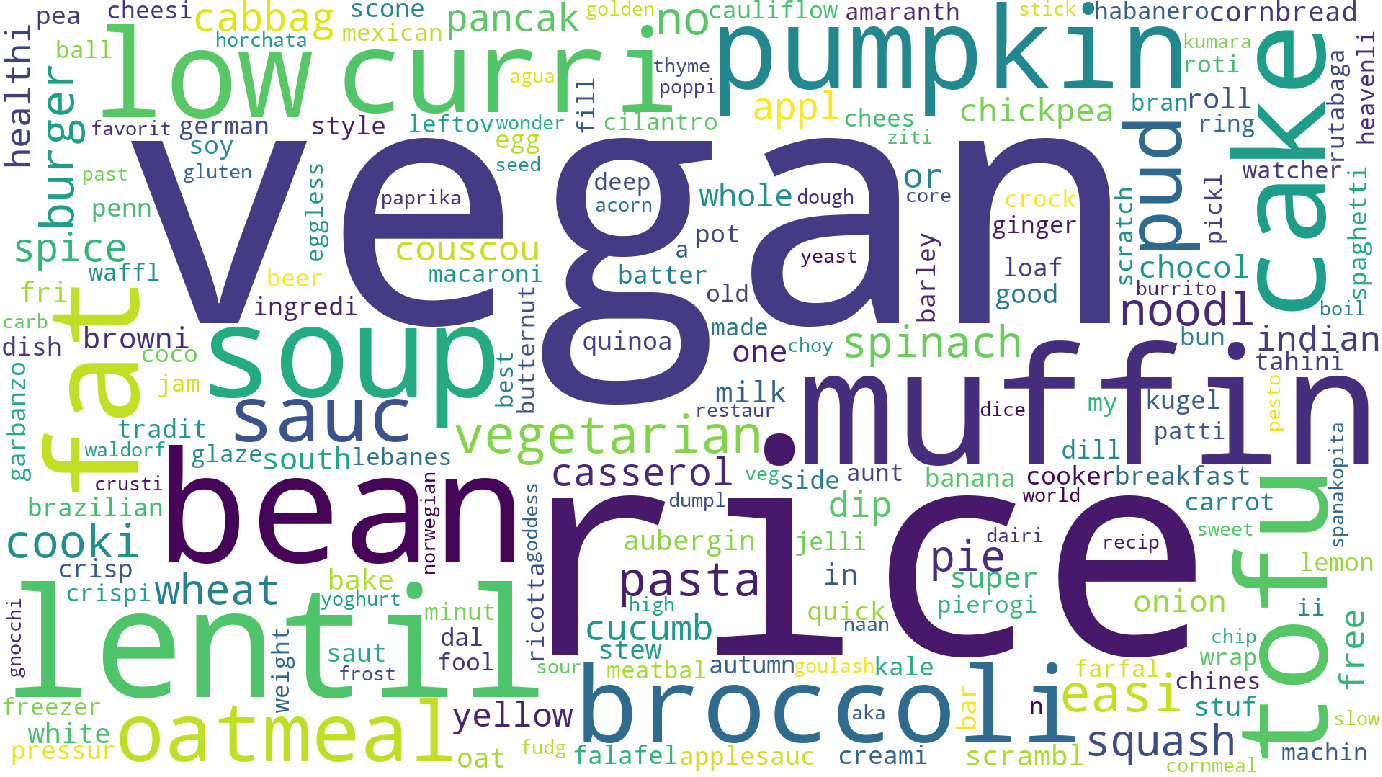 pea
cheesi
cabbag
scone
mexican
pancak
golden
no
cauliflow
amaranth
stick
habanero
cornbread
healthi
ball
horchata
low
curri
agua
thyme
poppi
pumpkin
kumara
roti
cake
heavenli
rutabaga
burger
favorit
german
soy
gluten
style
leftov
wonder
egg
seed
fill
cilantro
appl
chees
ziti
chickpea
bran
roll
ring
watcher
past
penn
vegan
eggless
paprika
deep
acorn
whole
dough
or
core
crock
ginger
scratch
pud
pickl
spaghetti
spice
waffl
beer
ingredi
couscou
macaroni
batter
a
pot
yeast
old
barley
loaf
good
chocol
burrito
fri
fat
carb
dish
browni
coco
jam
soup
best
butternut
quinoa
made
one
choy
spinach
noodl
bun
boil
indian
tahini
garbanzo
tradit
waldorf
glaze
sauc
south
lebanes
vegetarian
milk
restaur
muffin
dice
my
kugel
patti
pesto
dill
crusti
bean
norwegian
goddess
casserol
dumpl
veg
side
aunt
banana
cooker
world
breakfast
carrot
sweet
spanakopita
brazilian
cooki
crisp
crispi
wheat
bake
yoghurt
minut
ricotta
rice
aubergin
pasta
jelli
dip
in
pie
dairi
super
pierogi
recip
onion
tofu
lemon
ii
free
gnocchi
lentil
weight
saut
frost
dal
fool
sour
high
cucumb
stew
meatbal
quick
naan
autumn
goulash
kale
farfal
chines
chip
wrap
stuf
slow
freezer
white
pressur
oatmeal
yellow
oat
fudg
falafel
broccoli
applesauc
aka
creami
bar
n
scrambl
easi
squash
cornmeal
machin